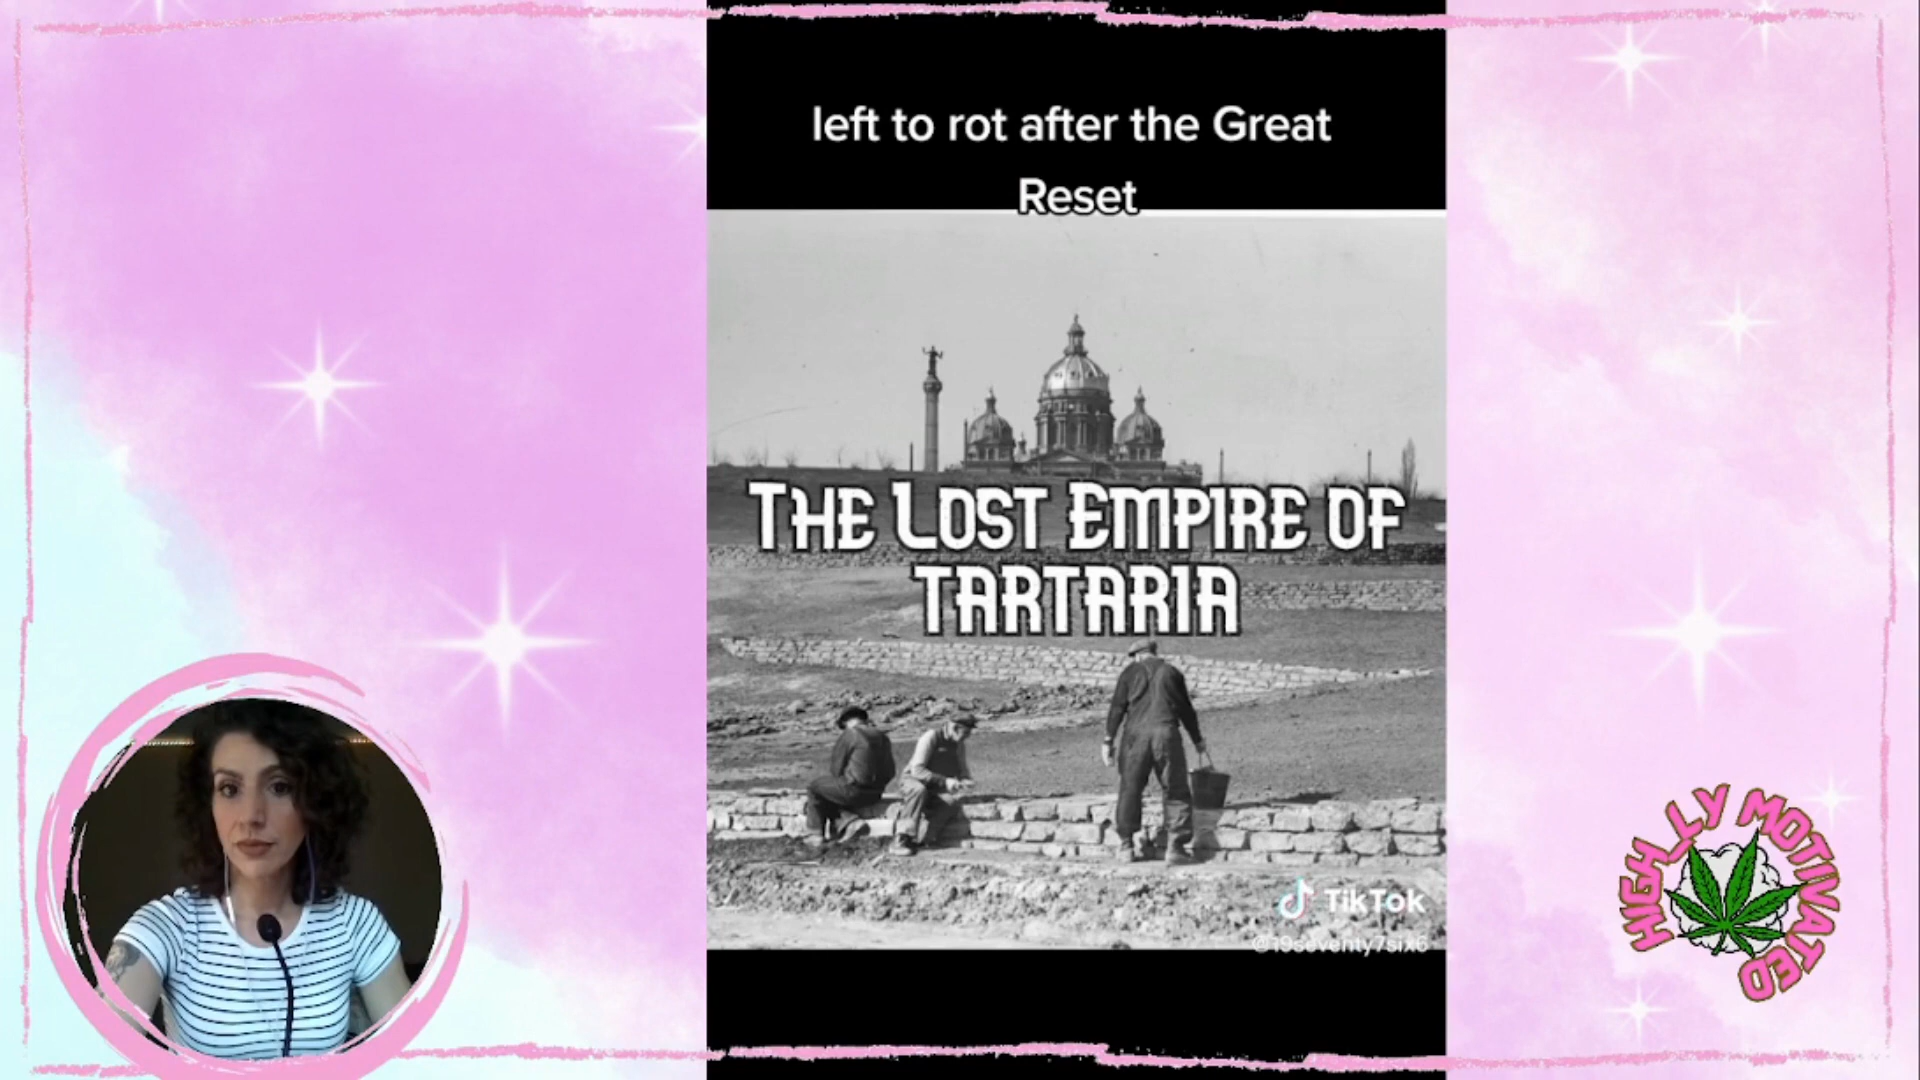 left to rot after the Great
Reset
THE LOST EMPIRE OF
TARTARIA
TikTok
@19seventy7six6
HIGHLY MOTIVATED